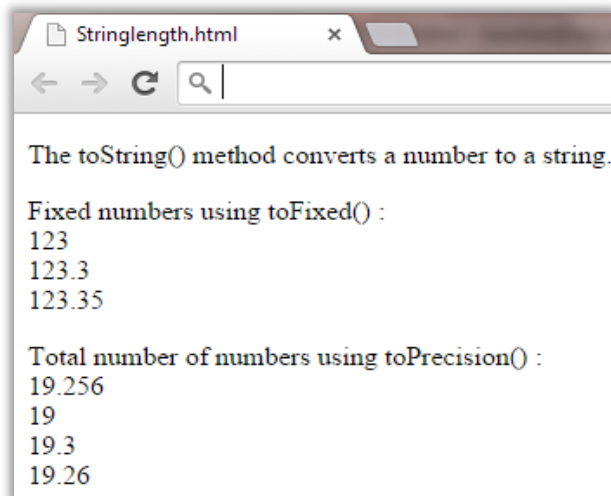 Stringlength.html
The toString() method converts a number to a string.
Fixed numbers using toFixed() :
123
123.3
123.35
Total number of numbers using toPrecision() :
19.256
19
19.3
19.26